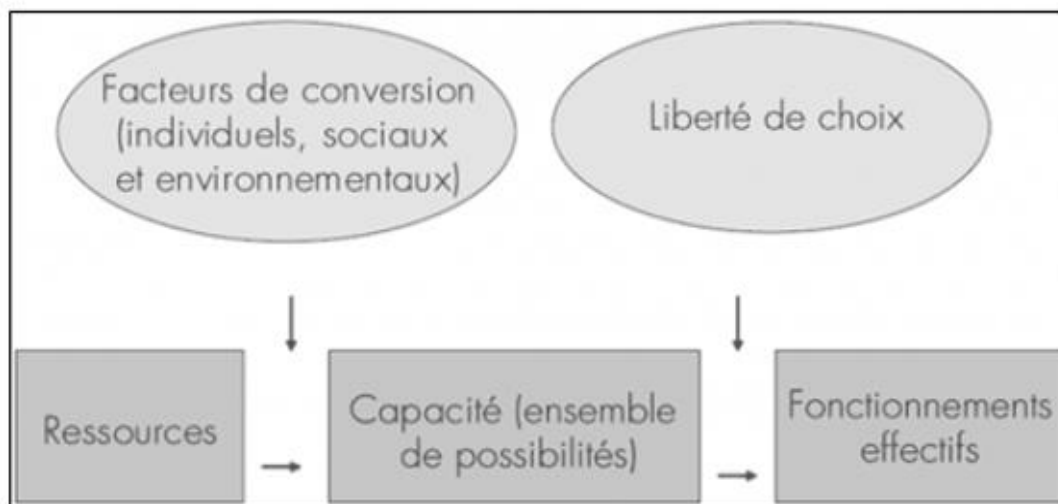 Facteurs de conversion
(individuels, sociaux
et environnementaux)
Liberté de choix
Ressources
Capacité (ensemble
de possibilités)
Fonctionnements
effectifs